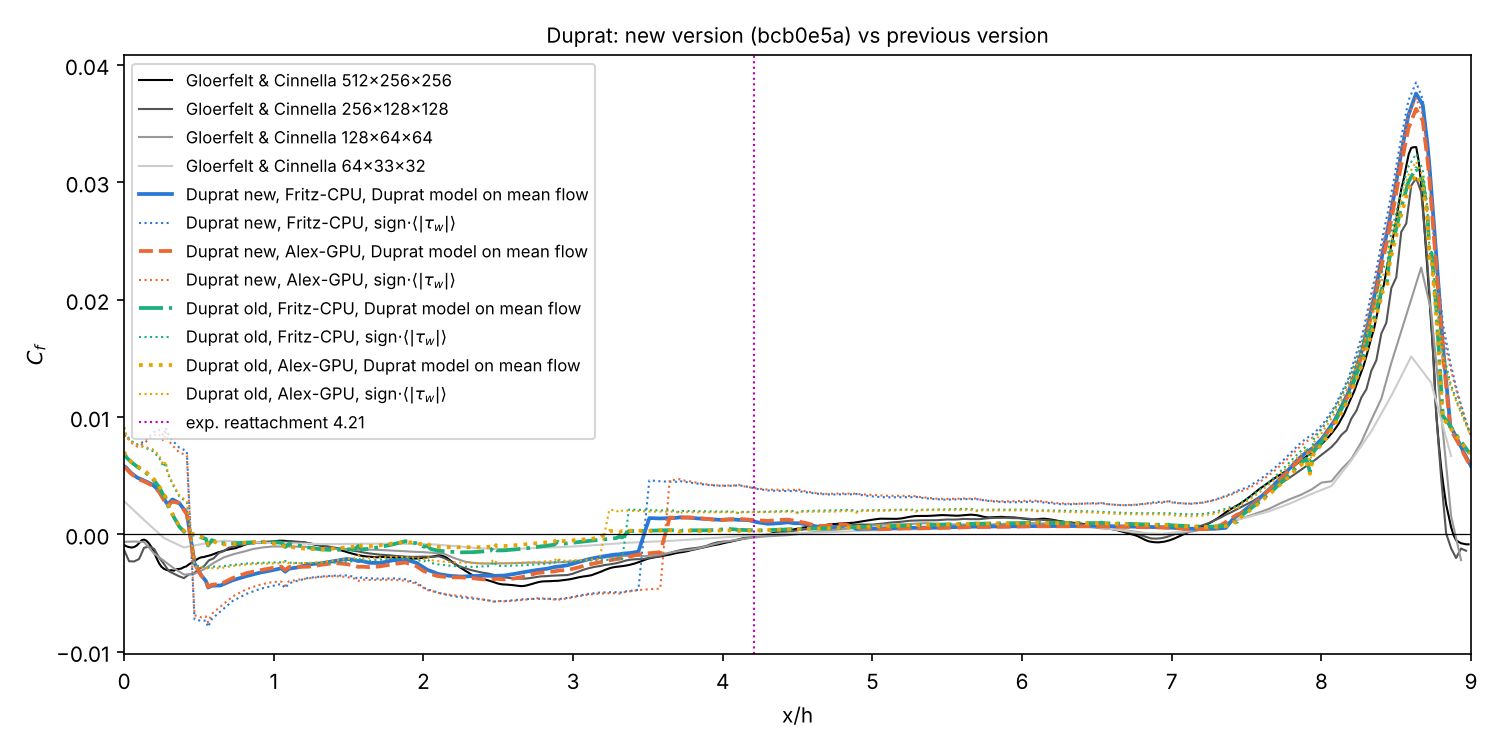 Duprat: new version (bcb0e5a) vs previous version
0.04
0.03
0.02
0.01
0.00
−0.01
C_f
Gloerfelt & Cinnella 512×256×256
Gloerfelt & Cinnella 256×128×128
Gloerfelt & Cinnella 128×64×64
Gloerfelt & Cinnella 64×33×32
Duprat new, Fritz-CPU, Duprat model on mean flow
Duprat new, Fritz-CPU, sign·⟨|τ_w|⟩
Duprat new, Alex-GPU, Duprat model on mean flow
Duprat new, Alex-GPU, sign·⟨|τ_w|⟩
Duprat old, Fritz-CPU, Duprat model on mean flow
Duprat old, Fritz-CPU, sign·⟨|τ_w|⟩
Duprat old, Alex-GPU, Duprat model on mean flow
Duprat old, Alex-GPU, sign·⟨|τ_w|⟩
exp. reattachment 4.21
0 1 2 3 4 5 6 7 8 9
x/h